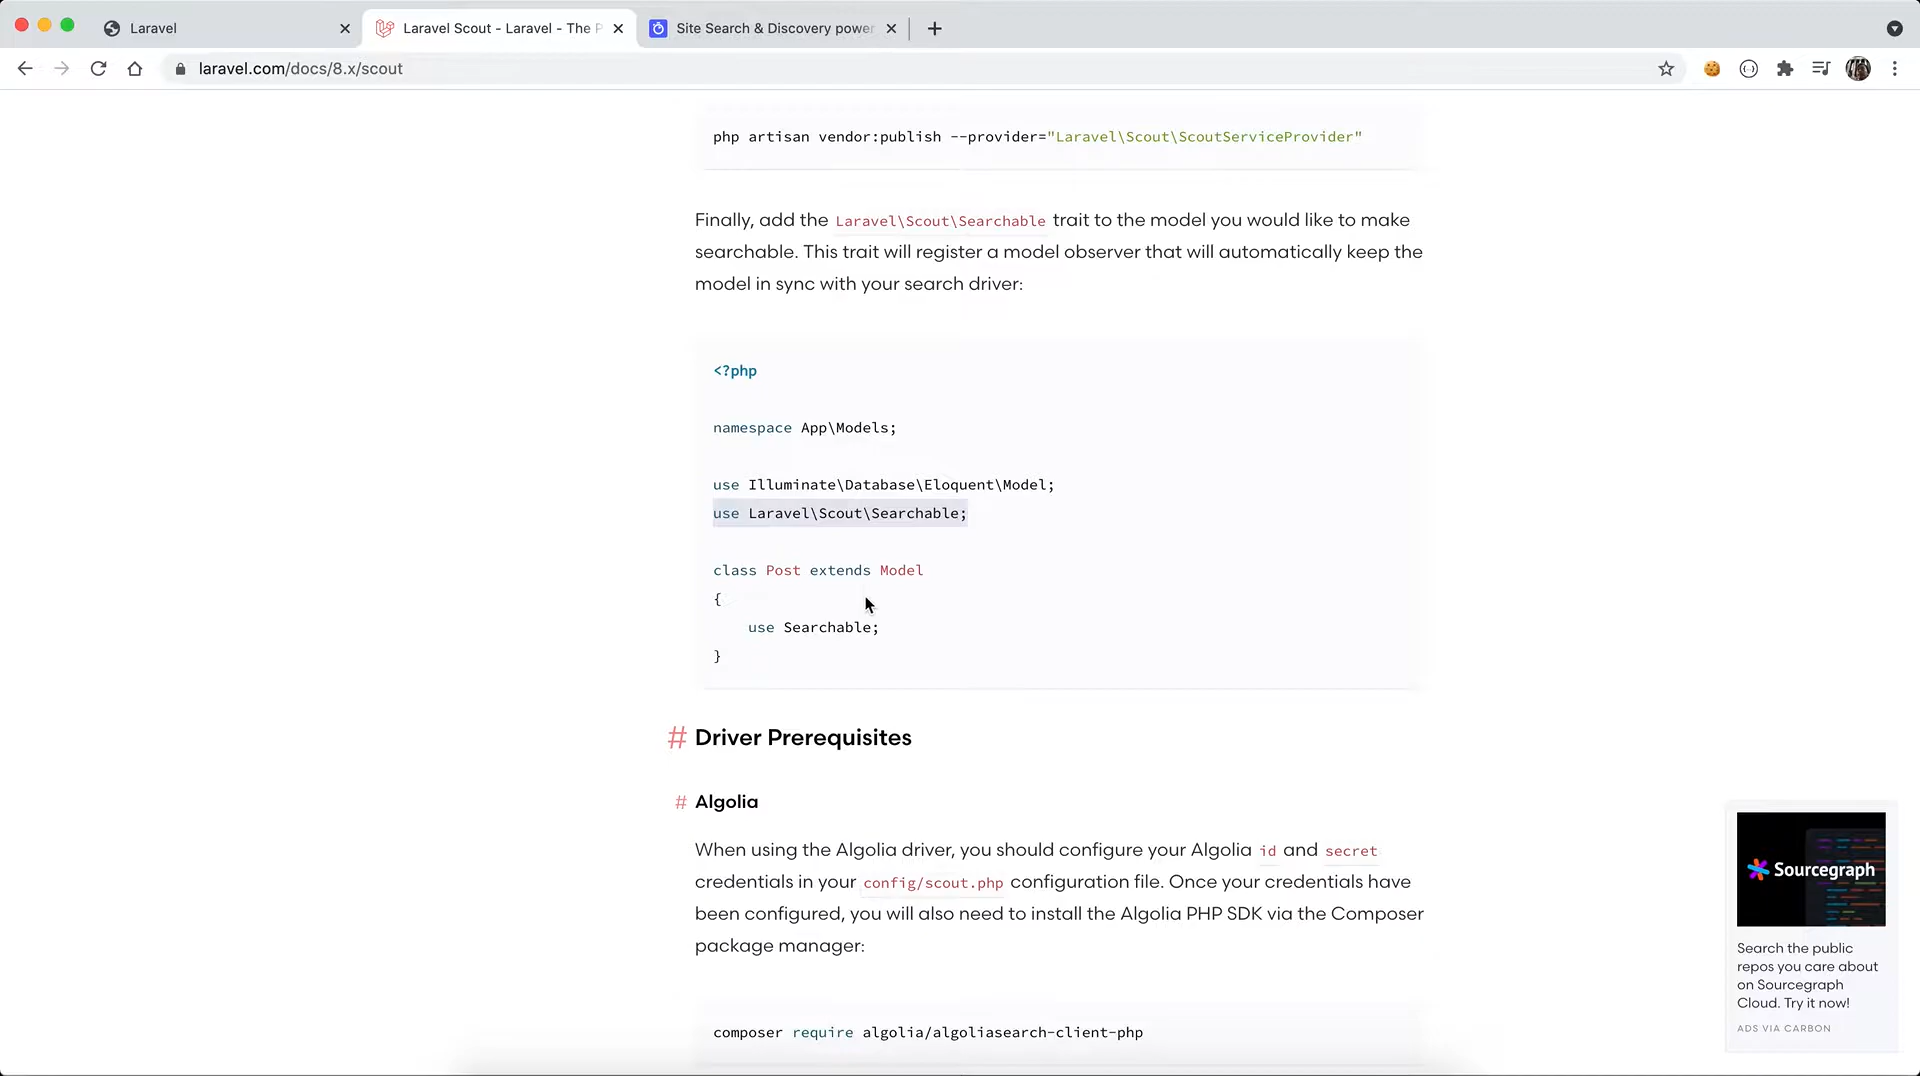 Laravel
Laravel Scout - Laravel - The P
Site Search & Discovery power
laravel.com/docs/8.x/scout
php artisan vendor:publish --provider="Laravel\Scout\ScoutServiceProvider"
Finally, add the Laravel\Scout\Searchable trait to the model you would like to make
searchable. This trait will register a model observer that will automatically keep the
model in sync with your search driver:
<?php
namespace App\Models;
use Illuminate\Database\Eloquent\Model;
use Laravel\Scout\Searchable;
class Post extends Model
{
use Searchable;
}
# Driver Prerequisites
# Algolia
When using the Algolia driver, you should configure your Algolia id and secret
credentials in your config/scout.php configuration file. Once your credentials have
been configured, you will also need to install the Algolia PHP SDK via the Composer
package manager:
composer require algolia/algoliasearch-client-php
Sourcegraph
Search the public
repos you care about
on Sourcegraph
Cloud. Try it now!
ADS VIA CARBON